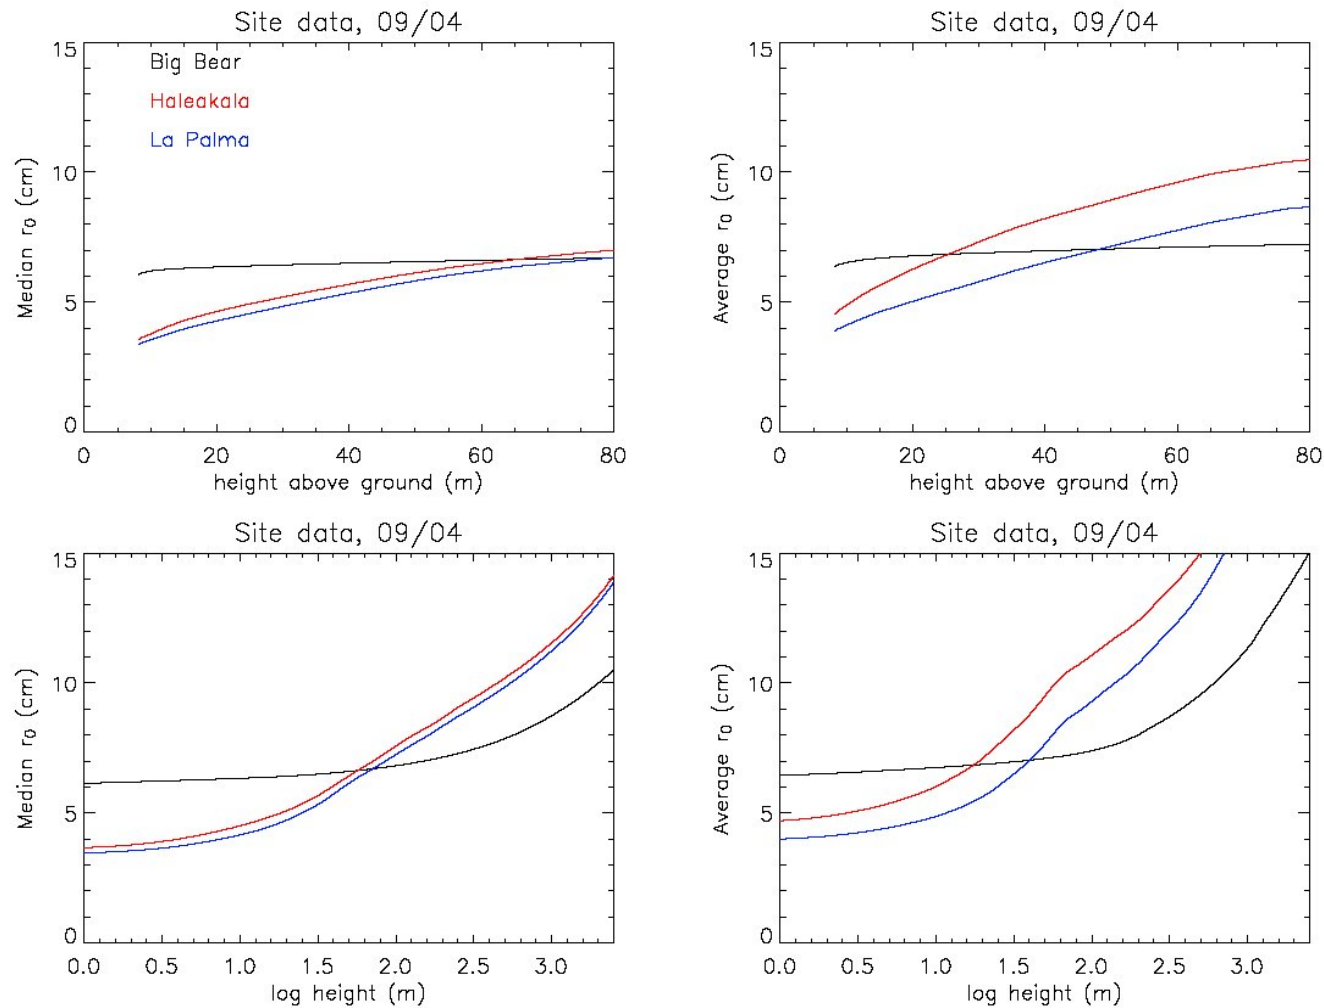 Site data, 09/04
15
10
5
0
Median r0 (cm)
Big Bear
Haleakala
La Palma
0 20 40 60 80
height above ground (m)
Site data, 09/04
15
10
5
0
Average r0 (cm)
0 20 40 60 80
height above ground (m)
Site data, 09/04
15
10
5
0
Median r0 (cm)
0.0 0.5 1.0 1.5 2.0 2.5 3.0
log height (m)
Site data, 09/04
15
10
5
0
Average r0 (cm)
0.0 0.5 1.0 1.5 2.0 2.5 3.0
log height (m)